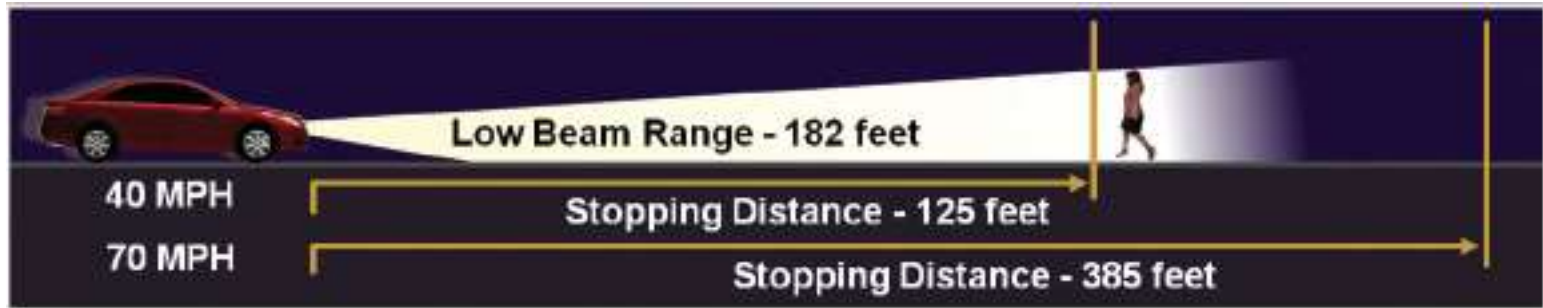 Low Beam Range - 182 feet
40 MPH
Stopping Distance - 125 feet
70 MPH
Stopping Distance - 385 feet